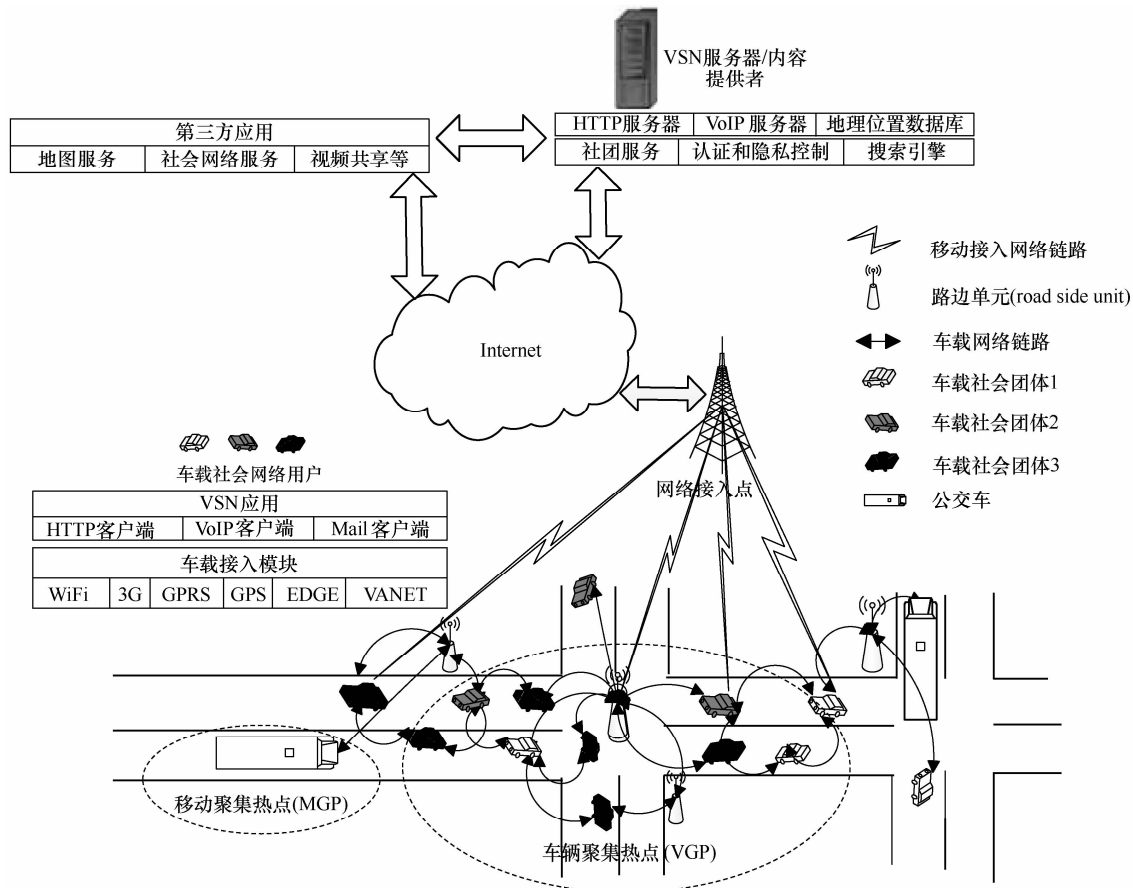 VSN服务器/内容
提供者
第三方应用
地图服务 社会网络服务 视频共享等
HTTP服务器 VoIP 服务器 地理位置数据库
社团服务 认证和隐私控制 搜索引擎
Internet
移动接入网络链路
路边单元(road side unit)
车载网络链路
车载社会团体1
车载社会团体2
车载社会团体3
公交车
车载社会网络用户
VSN应用
HTTP客户端 VoIP客户端 Mail 客户端
车载接入模块
WiFi 3G GPRS GPS EDGE VANET
网络接入点
移动聚集热点(MGP)
车辆聚集热点 (VGP)